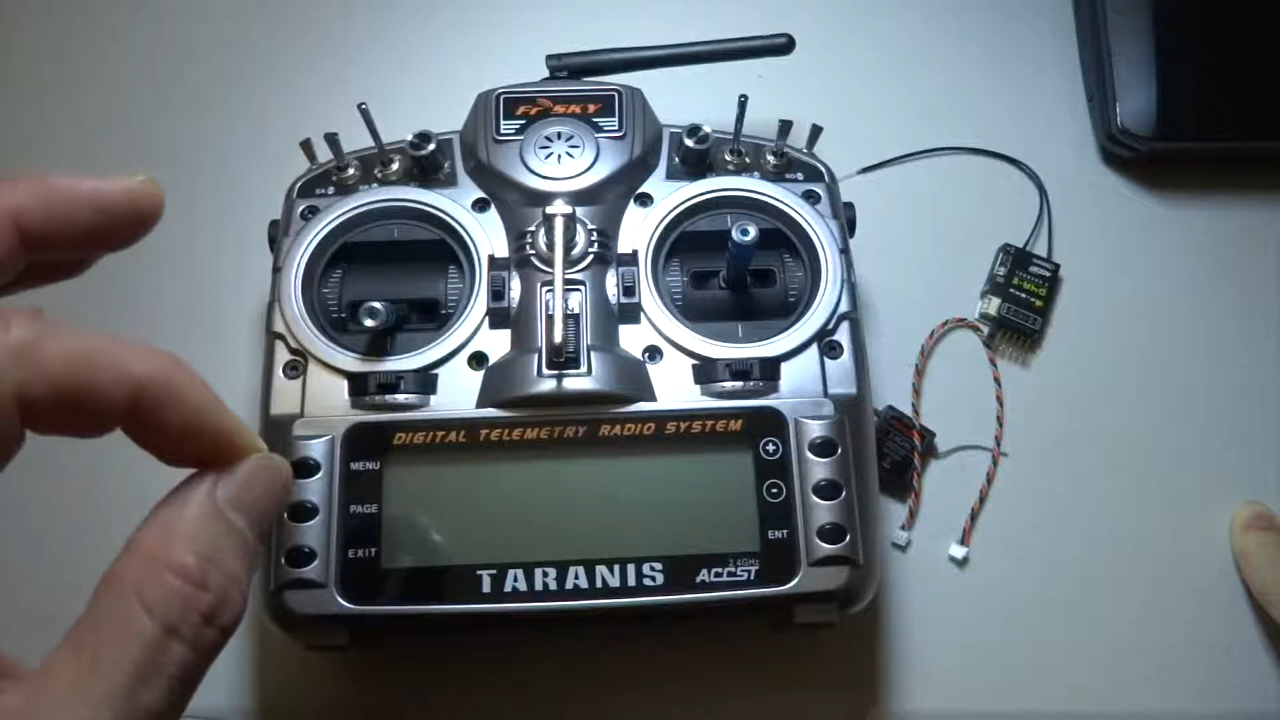 FrSKY
DIGITAL TELEMETRY RADIO SYSTEM
MENU
PAGE
EXIT
+
-
ENT
TARANIS
2.4GHz
ACCST